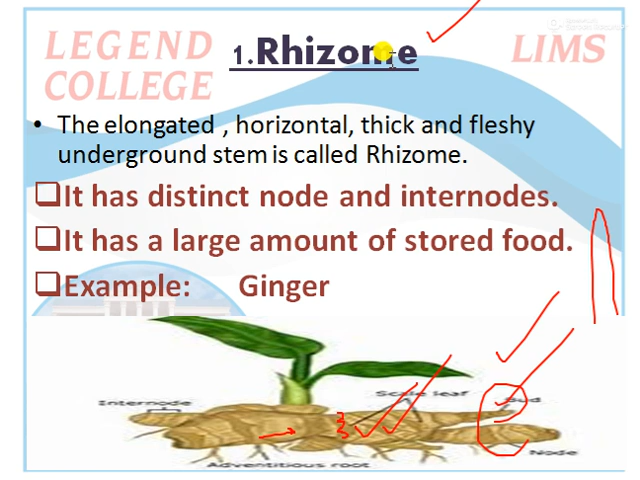 LEGEND
COLLEGE
LIMS
1.Rhizome
• The elongated , horizontal, thick and fleshy
underground stem is called Rhizome.
❑It has distinct node and internodes.
❑It has a large amount of stored food.
❑Example: Ginger
Internode
Scale leaf
Bud
Node
Adventitious root